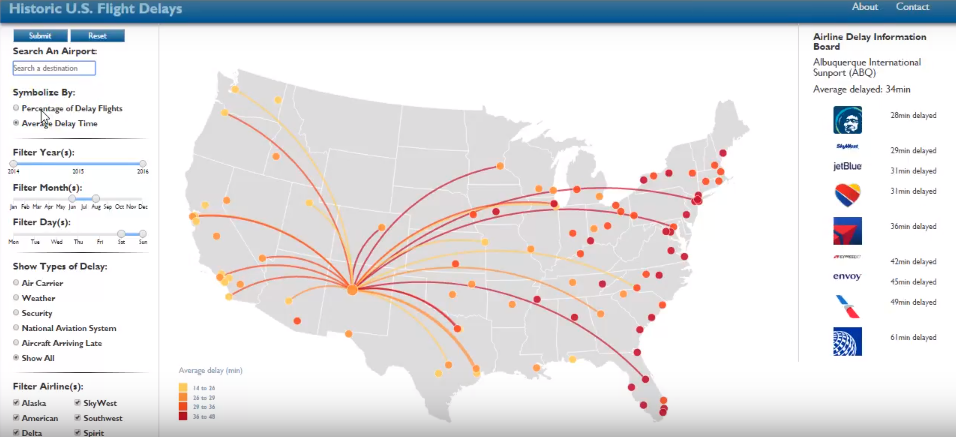 Historic U.S. Flight Delays
About
Contact
Submit
Reset
Search An Airport:
Search a destination
Symbolize By:
Percentage of Delay Flights
Average Delay Time
Filter Year(s):
2014 2015 2016
Filter Month(s):
Jan Feb Mar Apr May Jun Jul Aug Sep Oct Nov Dec
Filter Day(s):
Mon Tue Wed Thu Fri Sat Sun
Show Types of Delay:
Air Carrier
Weather
Security
National Aviation System
Aircraft Arriving Late
Show All
Filter Airline(s):
Alaska SkyWest
American Southwest
Delta Spirit
Average delay (min)
14 to 26
26 to 29
29 to 36
36 to 48
Airline Delay Information
Board
Albuquerque International
Sunport (ABQ)
Average delayed: 34min
28min delayed
SkyWest 29min delayed
jetBlue 31min delayed
31min delayed
36min delayed
42min delayed
envoy 45min delayed
49min delayed
61min delayed